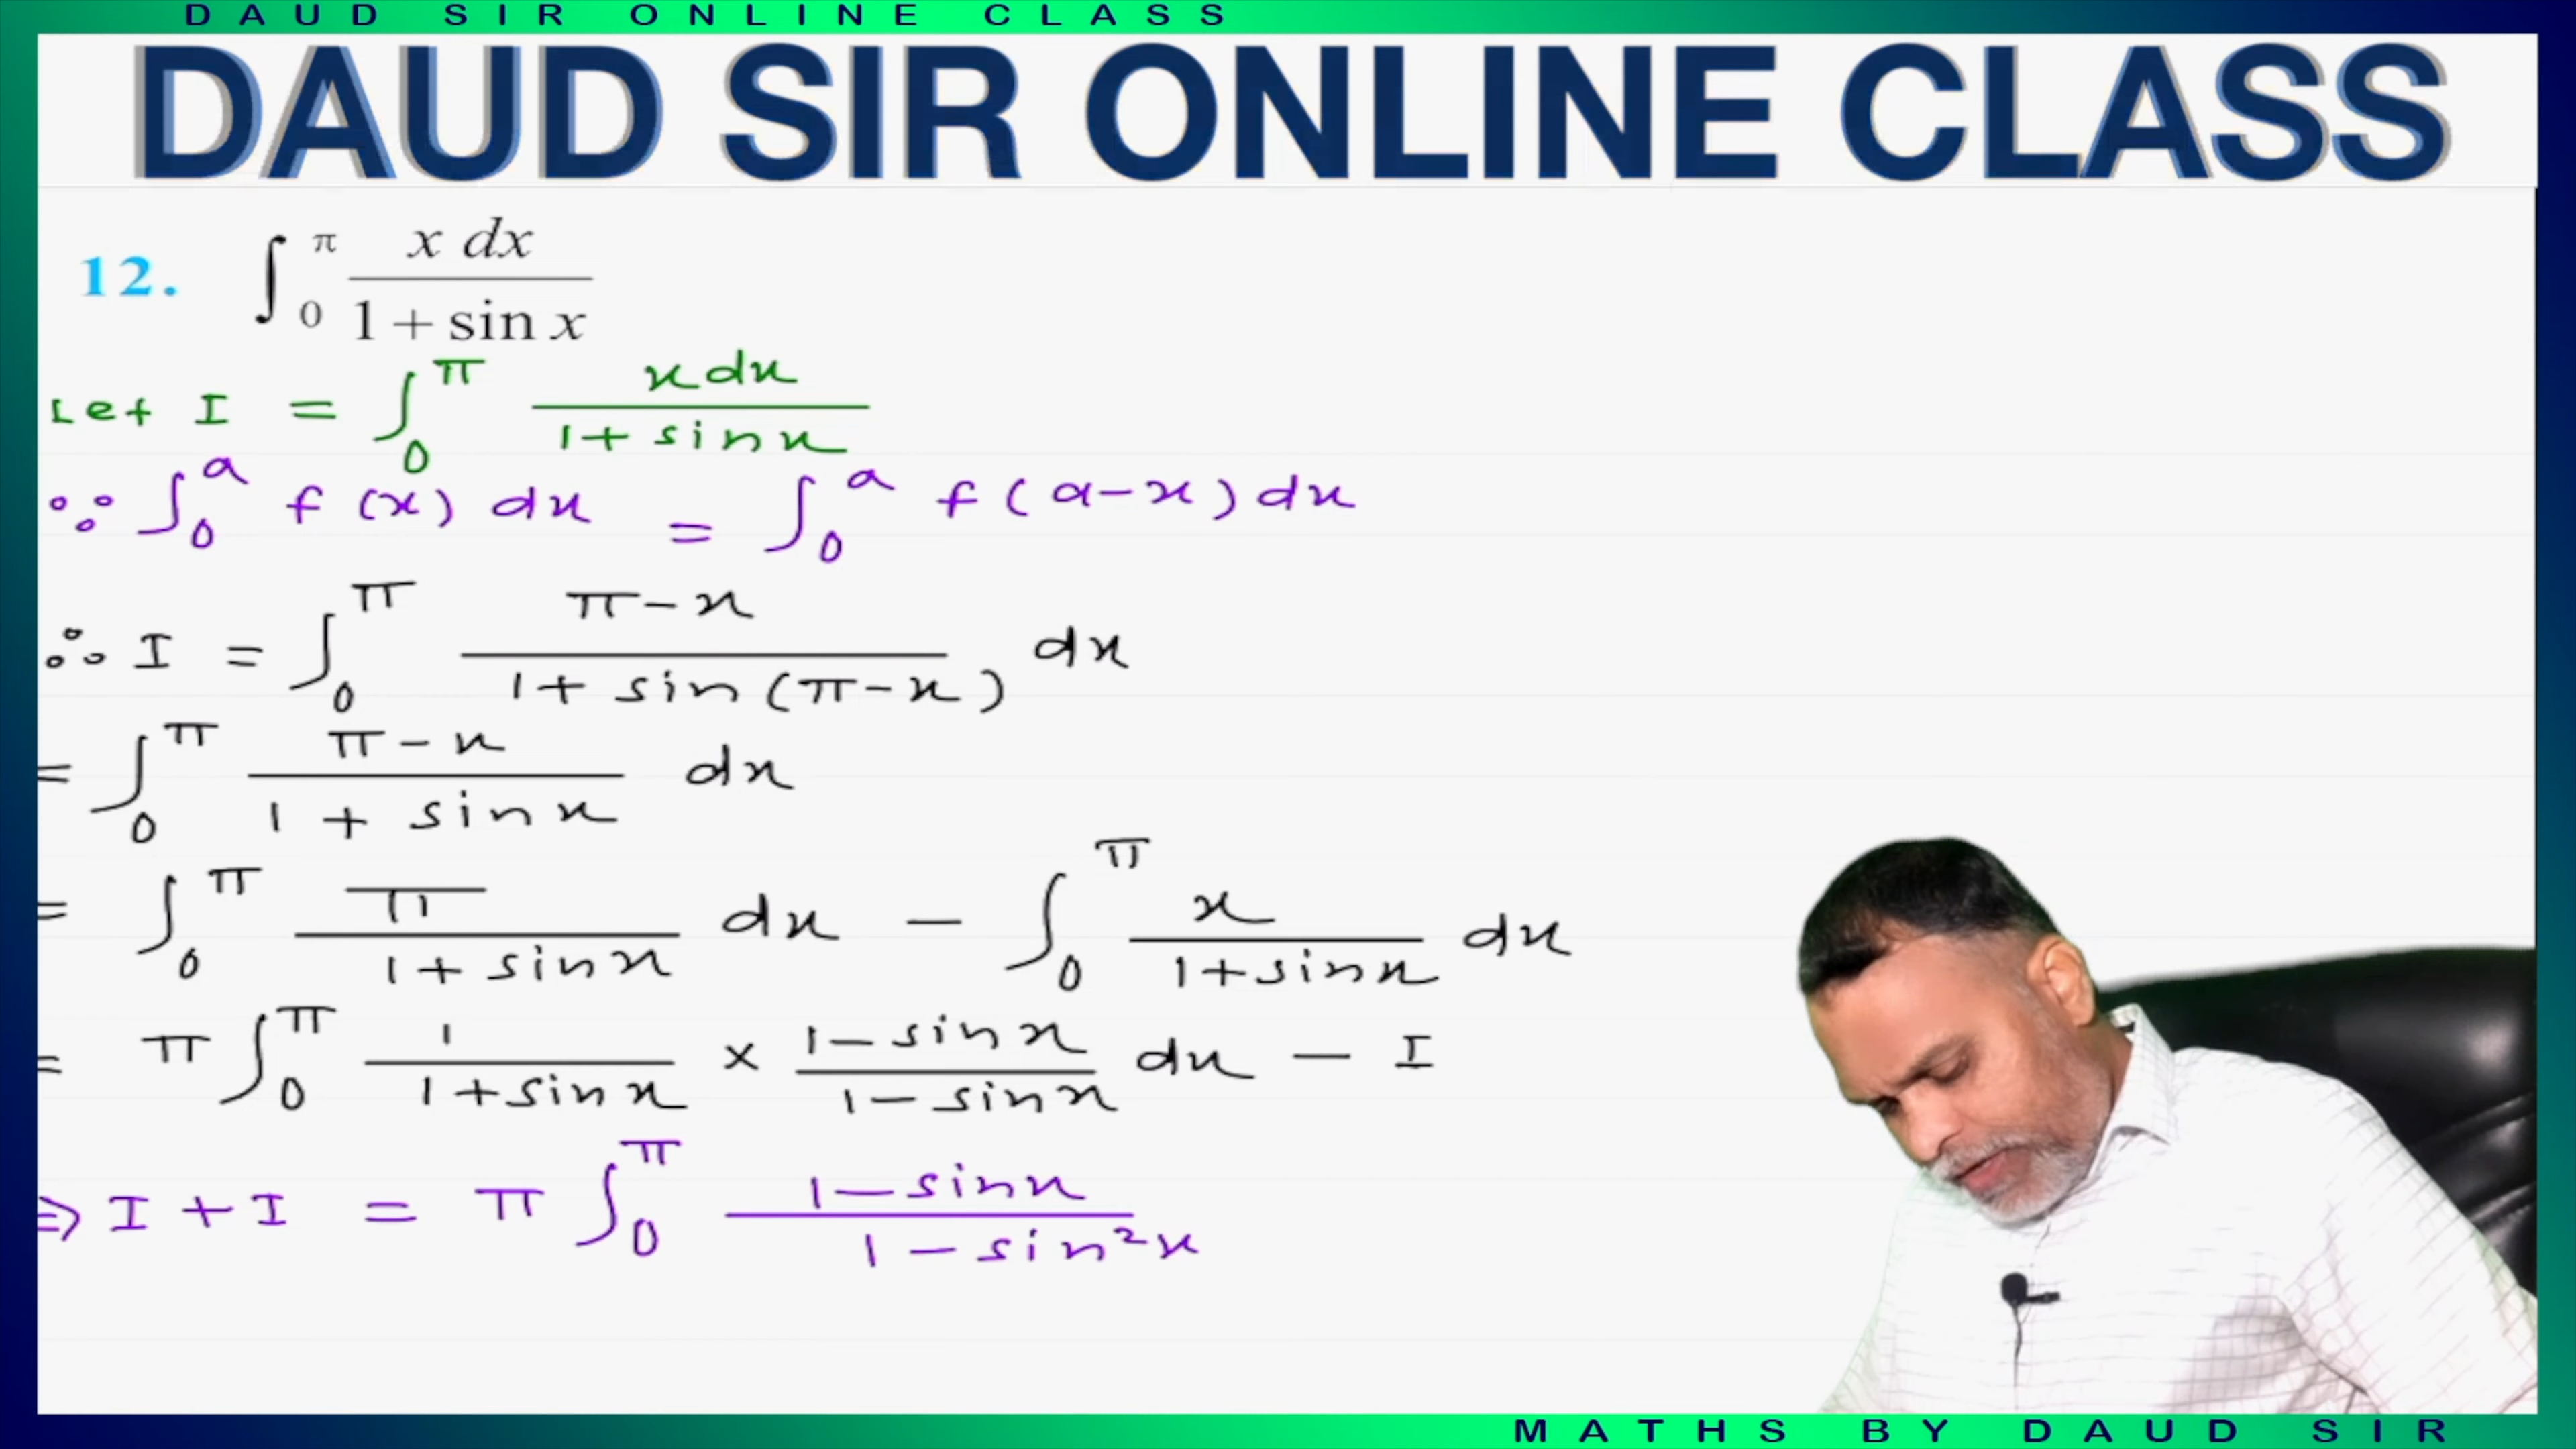 DAUD SIR ONLINE CLASS
DAUD SIR ONLINE CLASS
12. ∫₀^π x dx / (1 + sin x)
Let I = ∫₀^π x dx / (1 + sin x)
∵ ∫₀^a f(x) dx = ∫₀^a f(a-x) dx
∴ I = ∫₀^π (π-x) / (1 + sin(π-x)) dx
= ∫₀^π (π-x) / (1 + sin x) dx
= ∫₀^π π / (1 + sin x) dx - ∫₀^π x / (1 + sin x) dx
= π ∫₀^π 1 / (1 + sin x) × (1 - sin x) / (1 - sin x) dx - I
⇒ I + I = π ∫₀^π (1 - sin x) / (1 - sin²x)
MATHS BY DAUD SIR